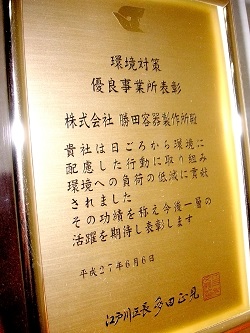 環境対策
優良事業所表彰
株式会社 勝田容器製作所殿
貴社は日ごろから環境に
配慮した行動に取り組み
環境への負荷の低減に貢献
されました
その功績を称え今後一層の
活躍を期待し表彰します
平成27年6月6日
江戸川区長 多田正見